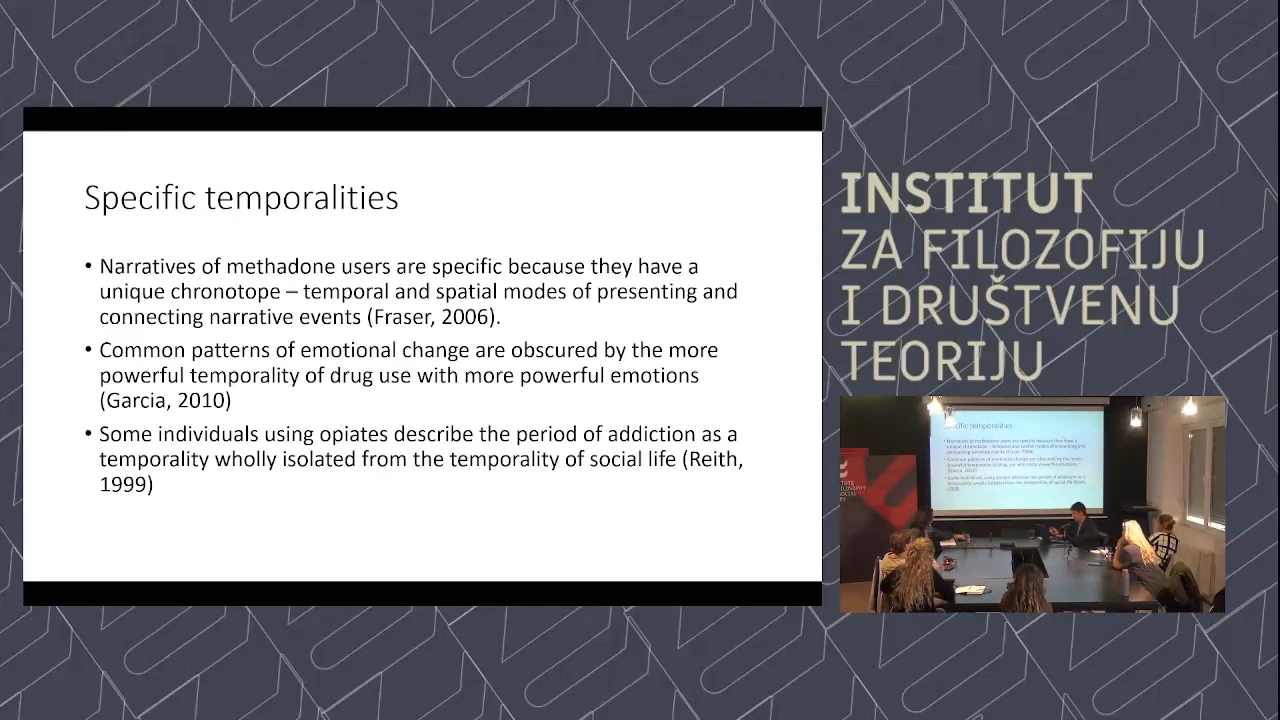 Specific temporalities
• Narratives of methadone users are specific because they have a
unique chronotope – temporal and spatial modes of presenting and
connecting narrative events (Fraser, 2006).
• Common patterns of emotional change are obscured by the more
powerful temporality of drug use with more powerful emotions
(Garcia, 2010)
• Some individuals using opiates describe the period of addiction as a
temporality wholly isolated from the temporality of social life (Reith,
1999)
INSTITUT
ZA FILOZOFIJU
I DRUŠTVENU
TEORIJU